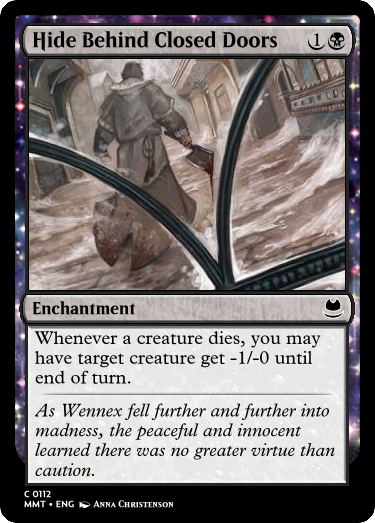 Hide Behind Closed Doors 1
Enchantment
Whenever a creature dies, you may
have target creature get -1/-0 until
end of turn.
As Wennex fell further and further into
madness, the peaceful and innocent
learned there was no greater virtue than
caution.
C 0112
MMT • ENG Anna Christenson